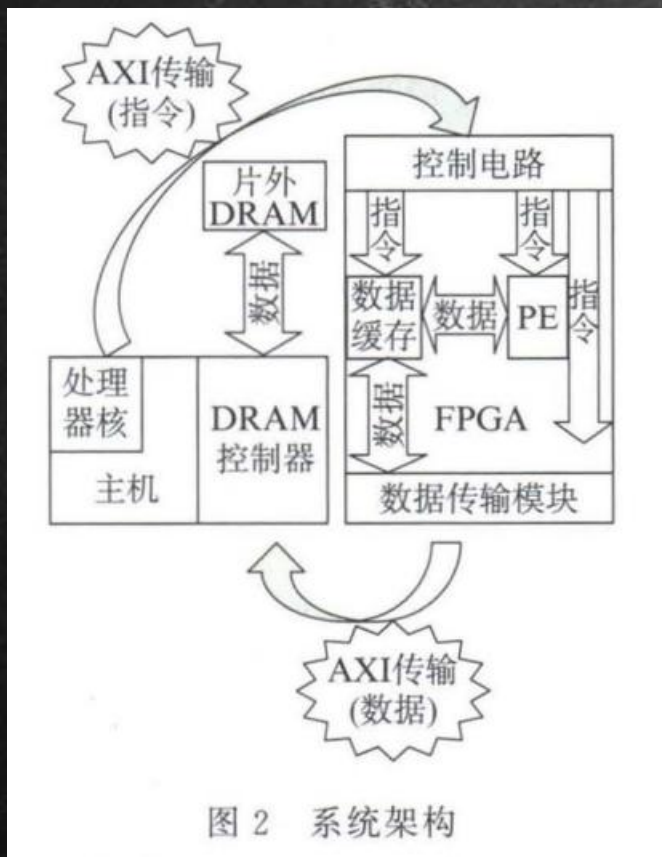 AXI传输
(指令)
片外
DRAM
数据
处理
器核
主机
DRAM
控制器
控制电路
指令
指令
指令
数据
缓存
数据
PE
数据
FPGA
数据传输模块
AXI传输
(数据)
图 2 系统架构